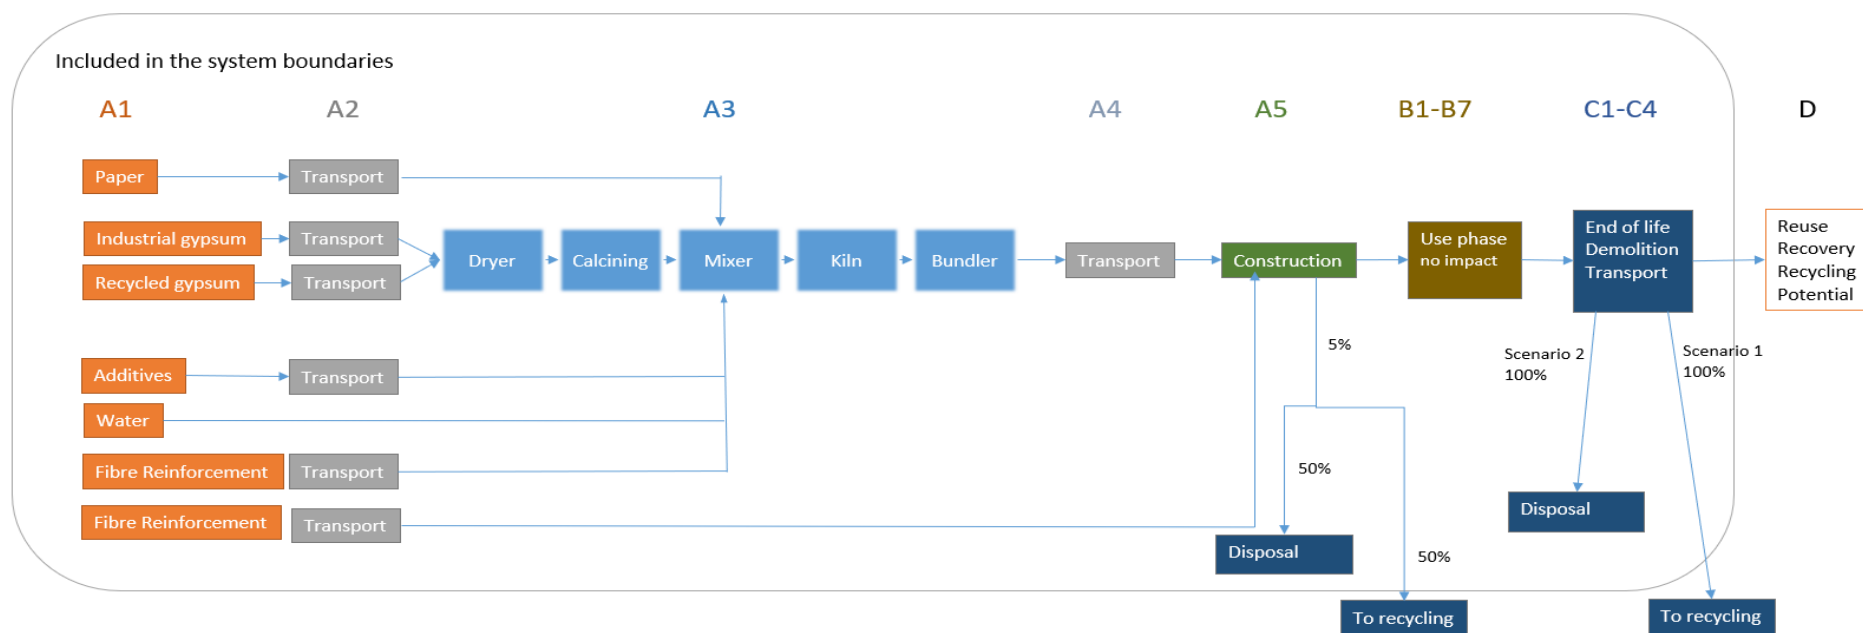 Included in the system boundaries
A1
A2
A3
A4
A5
B1-B7
C1-C4
D
Paper
Transport
Industrial gypsum
Transport
Recycled gypsum
Transport
Dryer
Calcining
Mixer
Kiln
Bundler
Transport
Construction
Use phase
no impact
End of life
Demolition
Transport
Reuse
Recovery
Recycling
Potential
Additives
Transport
Water
Fibre Reinforcement
Transport
Fibre Reinforcement
Transport
5%
50%
Disposal
50%
To recycling
Scenario 2
100%
Disposal
Scenario 1
100%
To recycling